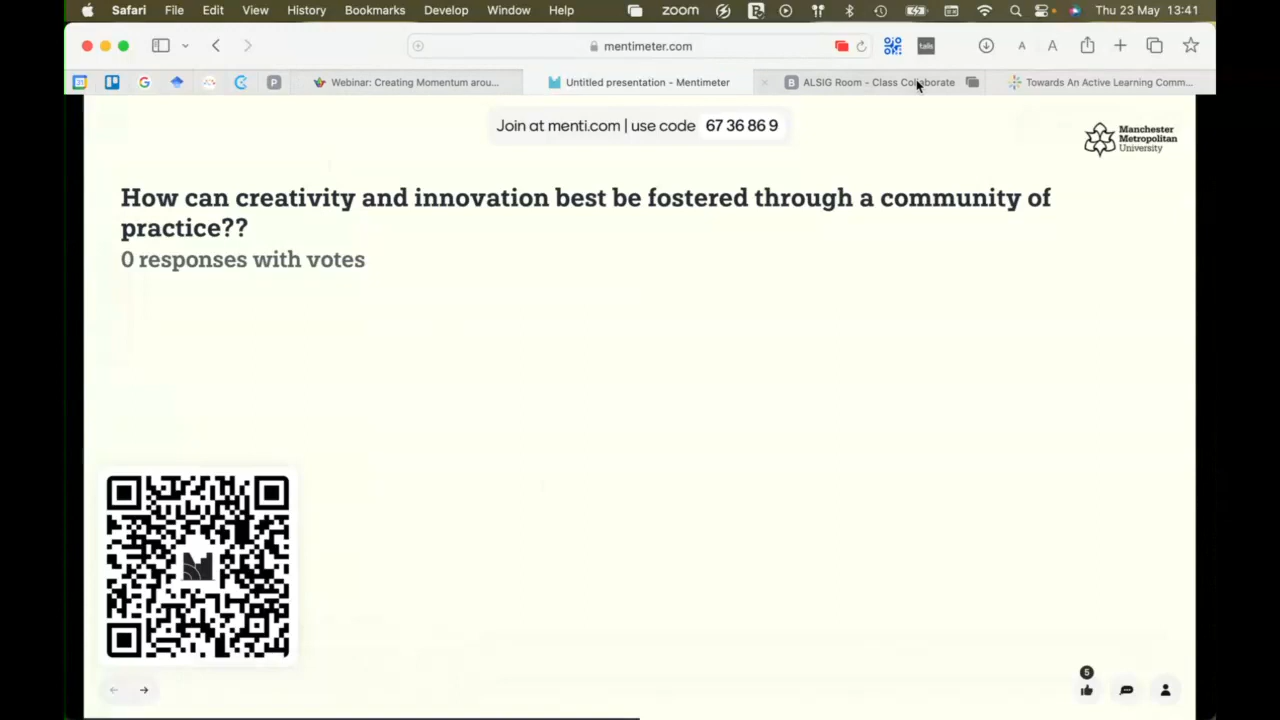 Safari File Edit View History Bookmarks Develop Window Help zoom Thu 23 May 13:41
mentimeter.com talis A A
31 G P Webinar: Creating Momentum arou... Untitled presentation - Mentimeter B ALSIG Room - Class Collaborate Towards An Active Learning Comm...
Join at menti.com | use code 67 36 86 9
Manchester
Metropolitan
University
How can creativity and innovation best be fostered through a community of
practice??
0 responses with votes
5